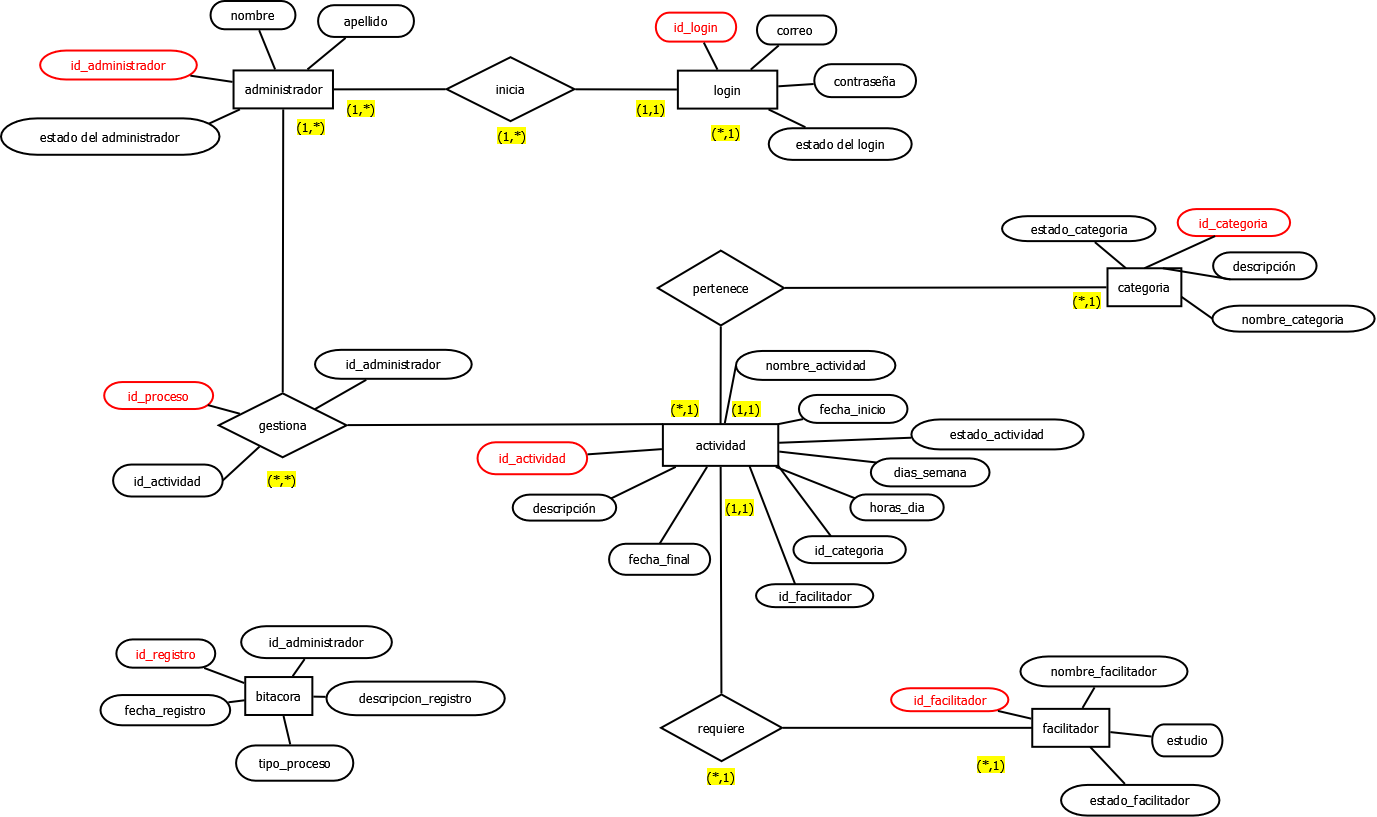 nombre
apellido
id_administrador
administrador
estado del administrador
(1,*)
(1,*)
inicia
(1,*)
id_login
correo
login
contraseña
(1,1)
(*,1)
estado del login
estado_categoria
id_categoria
descripción
categoria
nombre_categoria
(*,1)
pertenece
id_administrador
id_proceso
gestiona
id_actividad
(*,*)
nombre_actividad
(*,1)
(1,1)
fecha_inicio
estado_actividad
actividad
id_actividad
dias_semana
descripción
(1,1)
horas_dia
fecha_final
id_categoria
id_facilitador
id_administrador
id_registro
bitacora
descripcion_registro
fecha_registro
tipo_proceso
requiere
(*,1)
nombre_facilitador
id_facilitador
facilitador
estudio
(*,1)
estado_facilitador